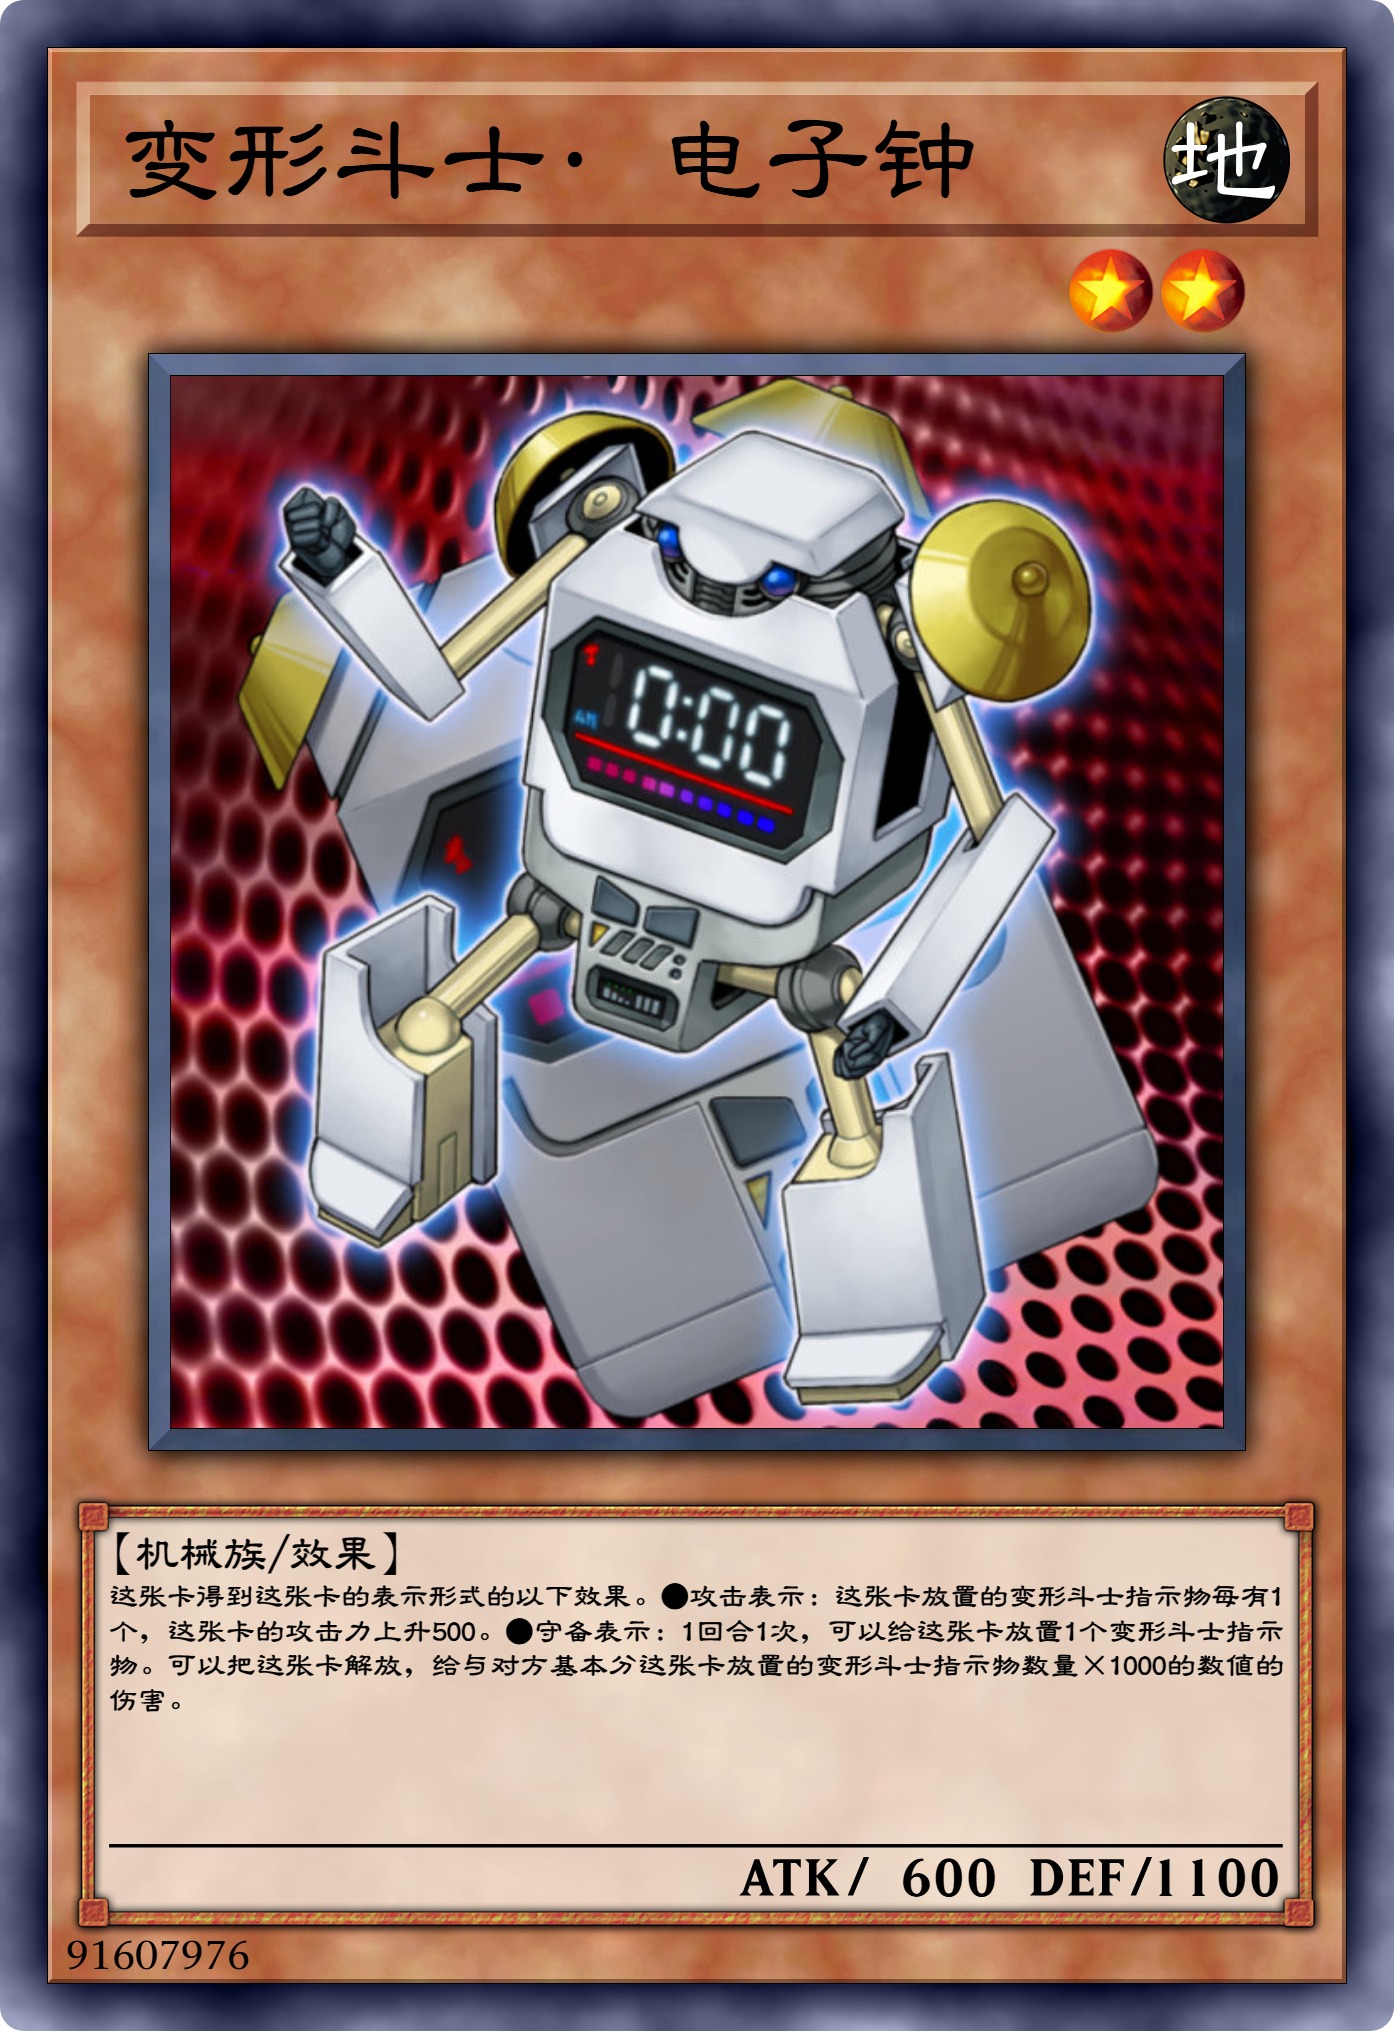 变形斗士·电子钟
地
0:00
AM
【机械族/效果】
这张卡得到这张卡的表示形式的以下效果。●攻击表示：这张卡放置的变形斗士指示物每有1
个，这张卡的攻击力上升500。●守备表示：1回合1次，可以给这张卡放置1个变形斗士指示
物。可以把这张卡解放，给与对方基本分这张卡放置的变形斗士指示物数量×1000的数值的
伤害。
ATK/ 600 DEF/1100
91607976